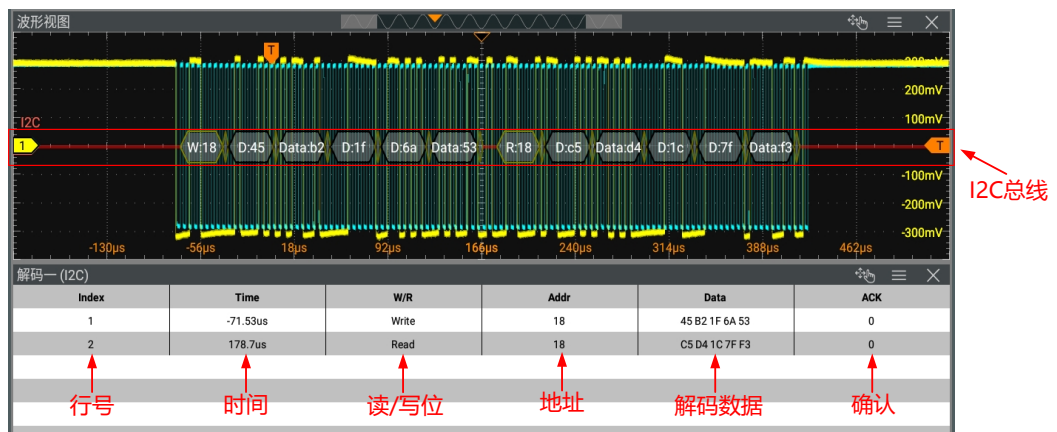 波形视图
T
300mV
200mV
I2C
100mV
1
W:18 D:45 Data:b2 D:1f D:6a Data:53 R:18 D:c5 Data:d4 D:1c D:7f Data:f3
T
-100mV
I2C总线
-200mV
-300mV
-130μs -56μs 18μs 92μs 166μs 240μs 314μs 388μs 462μs
解码一 (I2C)
Index Time W/R Addr Data ACK
1 -71.53us Write 18 45 B2 1F 6A 53 0
2 178.7us Read 18 C5 D4 1C 7F F3 0
行号 时间 读/写位 地址 解码数据 确认